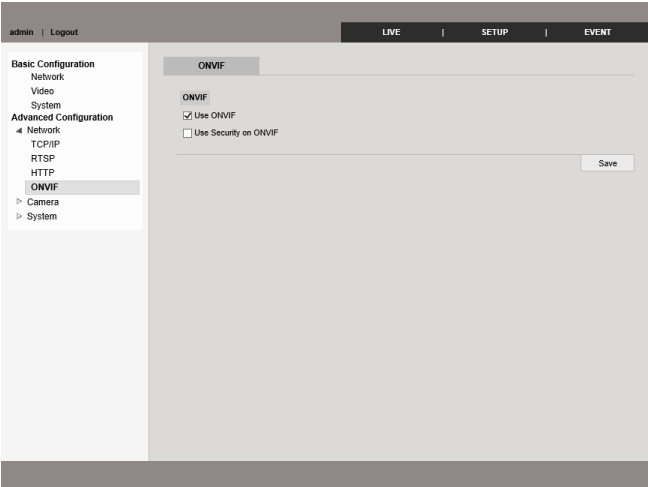 admin | Logout
LIVE | SETUP | EVENT
Basic Configuration
Network
Video
System
Advanced Configuration
Network
TCP/IP
RTSP
HTTP
ONVIF
Camera
System
ONVIF
ONVIF
Use ONVIF
Use Security on ONVIF
Save